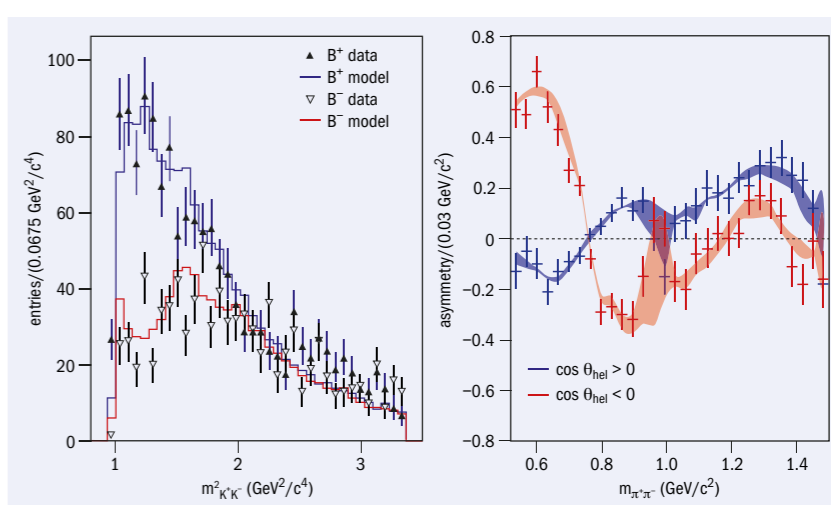 entries/(0.0675 GeV²/c⁴)
100
80
60
40
20
0
B⁺ data
B⁺ model
B⁻ data
B⁻ model
1
2
3
m²K⁺K⁻ (GeV²/c⁴)
asymmetry/(0.03 GeV/c²)
0.8
0.6
0.4
0.2
0
−0.2
−0.4
−0.6
−0.8
cos θhel > 0
cos θhel < 0
0.6
0.8
1.0
1.2
1.4
mπ⁺π⁻ (GeV/c²)